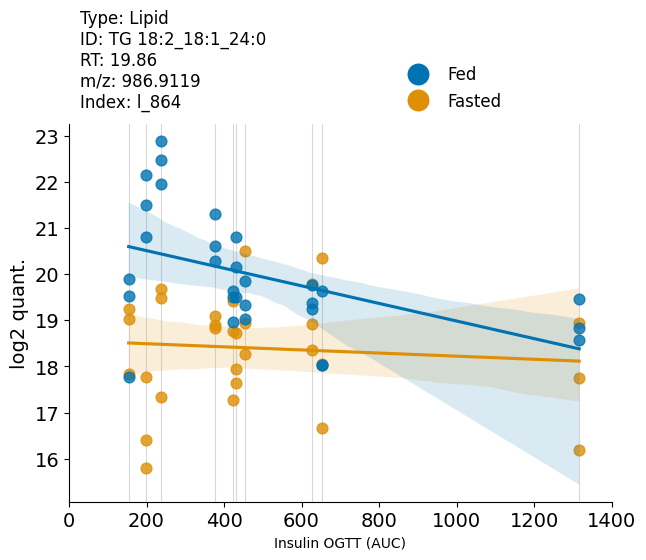 Type: Lipid
ID: TG 18:2_18:1_24:0
RT: 19.86
m/z: 986.9119
Index: l_864
Fed
Fasted
log2 quant.
23
22
21
20
19
18
17
16
0 200 400 600 800 1000 1200 1400
Insulin OGTT (AUC)